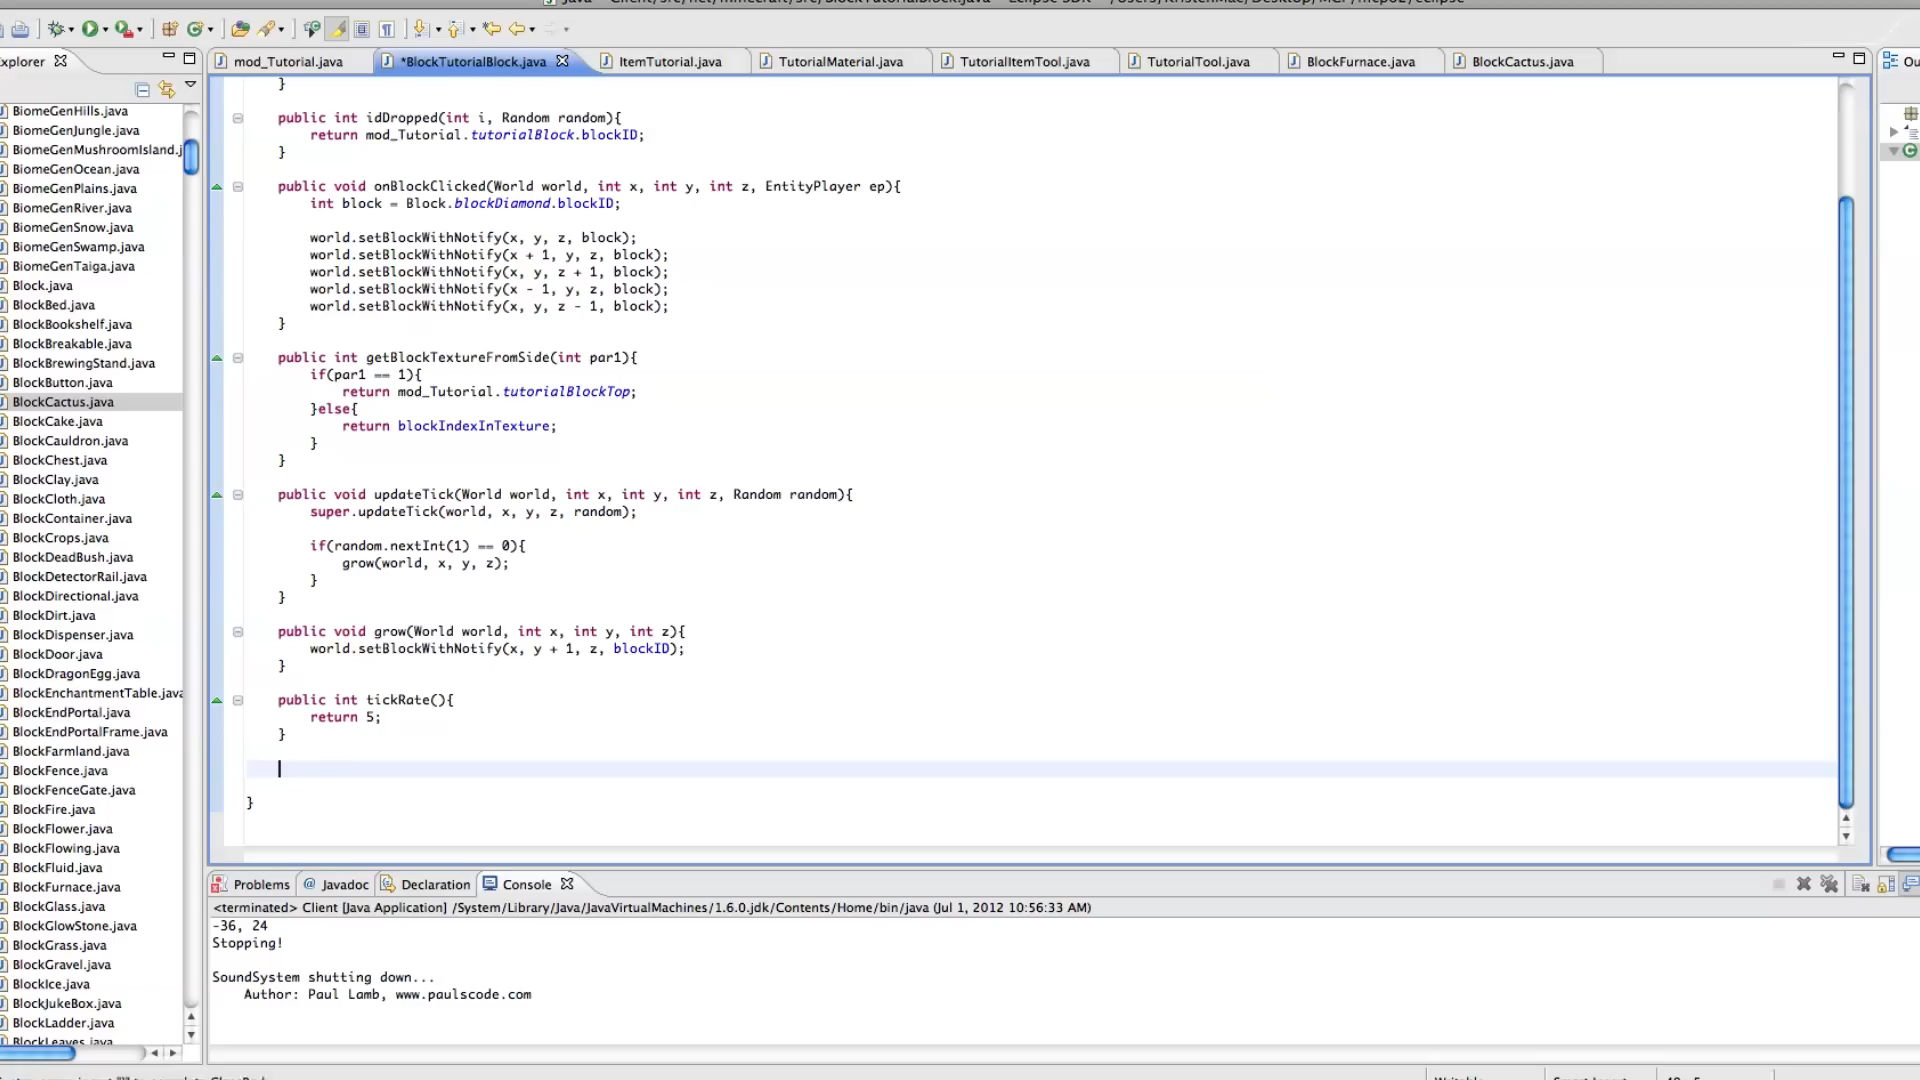 mod_Tutorial.java
*BlockTutorialBlock.java
ItemTutorial.java
TutorialMaterial.java
TutorialItemTool.java
TutorialTool.java
BlockFurnace.java
BlockCactus.java
Ou
xplorer
BiomeGenHills.java
BiomeGenJungle.java
BiomeGenMushroomIsland.j
BiomeGenOcean.java
BiomeGenPlains.java
BiomeGenRiver.java
BiomeGenSnow.java
BiomeGenSwamp.java
BiomeGenTaiga.java
Block.java
BlockBed.java
BlockBookshelf.java
BlockBreakable.java
BlockBrewingStand.java
BlockButton.java
BlockCactus.java
BlockCake.java
BlockCauldron.java
BlockChest.java
BlockClay.java
BlockCloth.java
BlockContainer.java
BlockCrops.java
BlockDeadBush.java
BlockDetectorRail.java
BlockDirectional.java
BlockDirt.java
BlockDispenser.java
BlockDoor.java
BlockDragonEgg.java
BlockEnchantmentTable.java
BlockEndPortal.java
BlockEndPortalFrame.java
BlockFarmland.java
BlockFence.java
BlockFenceGate.java
BlockFire.java
BlockFlower.java
BlockFlowing.java
BlockFluid.java
BlockFurnace.java
BlockGlass.java
BlockGlowStone.java
BlockGrass.java
BlockGravel.java
BlockIce.java
BlockJukeBox.java
BlockLadder.java
BlockLeaves.java
}
public int idDropped(int i, Random random){
return mod_Tutorial.tutorialBlock.blockID;
}
public void onBlockClicked(World world, int x, int y, int z, EntityPlayer ep){
int block = Block.blockDiamond.blockID;
world.setBlockWithNotify(x, y, z, block);
world.setBlockWithNotify(x + 1, y, z, block);
world.setBlockWithNotify(x, y, z + 1, block);
world.setBlockWithNotify(x - 1, y, z, block);
world.setBlockWithNotify(x, y, z - 1, block);
}
public int getBlockTextureFromSide(int par1){
if(par1 == 1){
return mod_Tutorial.tutorialBlockTop;
}else{
return blockIndexInTexture;
}
}
public void updateTick(World world, int x, int y, int z, Random random){
super.updateTick(world, x, y, z, random);
if(random.nextInt(1) == 0){
grow(world, x, y, z);
}
}
public void grow(World world, int x, int y, int z){
world.setBlockWithNotify(x, y + 1, z, blockID);
}
public int tickRate(){
return 5;
}
}
Problems
@ Javadoc
Declaration
Console
<terminated> Client [Java Application] /System/Library/Java/JavaVirtualMachines/1.6.0.jdk/Contents/Home/bin/java (Jul 1, 2012 10:56:33 AM)
-36, 24
Stopping!
SoundSystem shutting down...
Author: Paul Lamb, www.paulscode.com